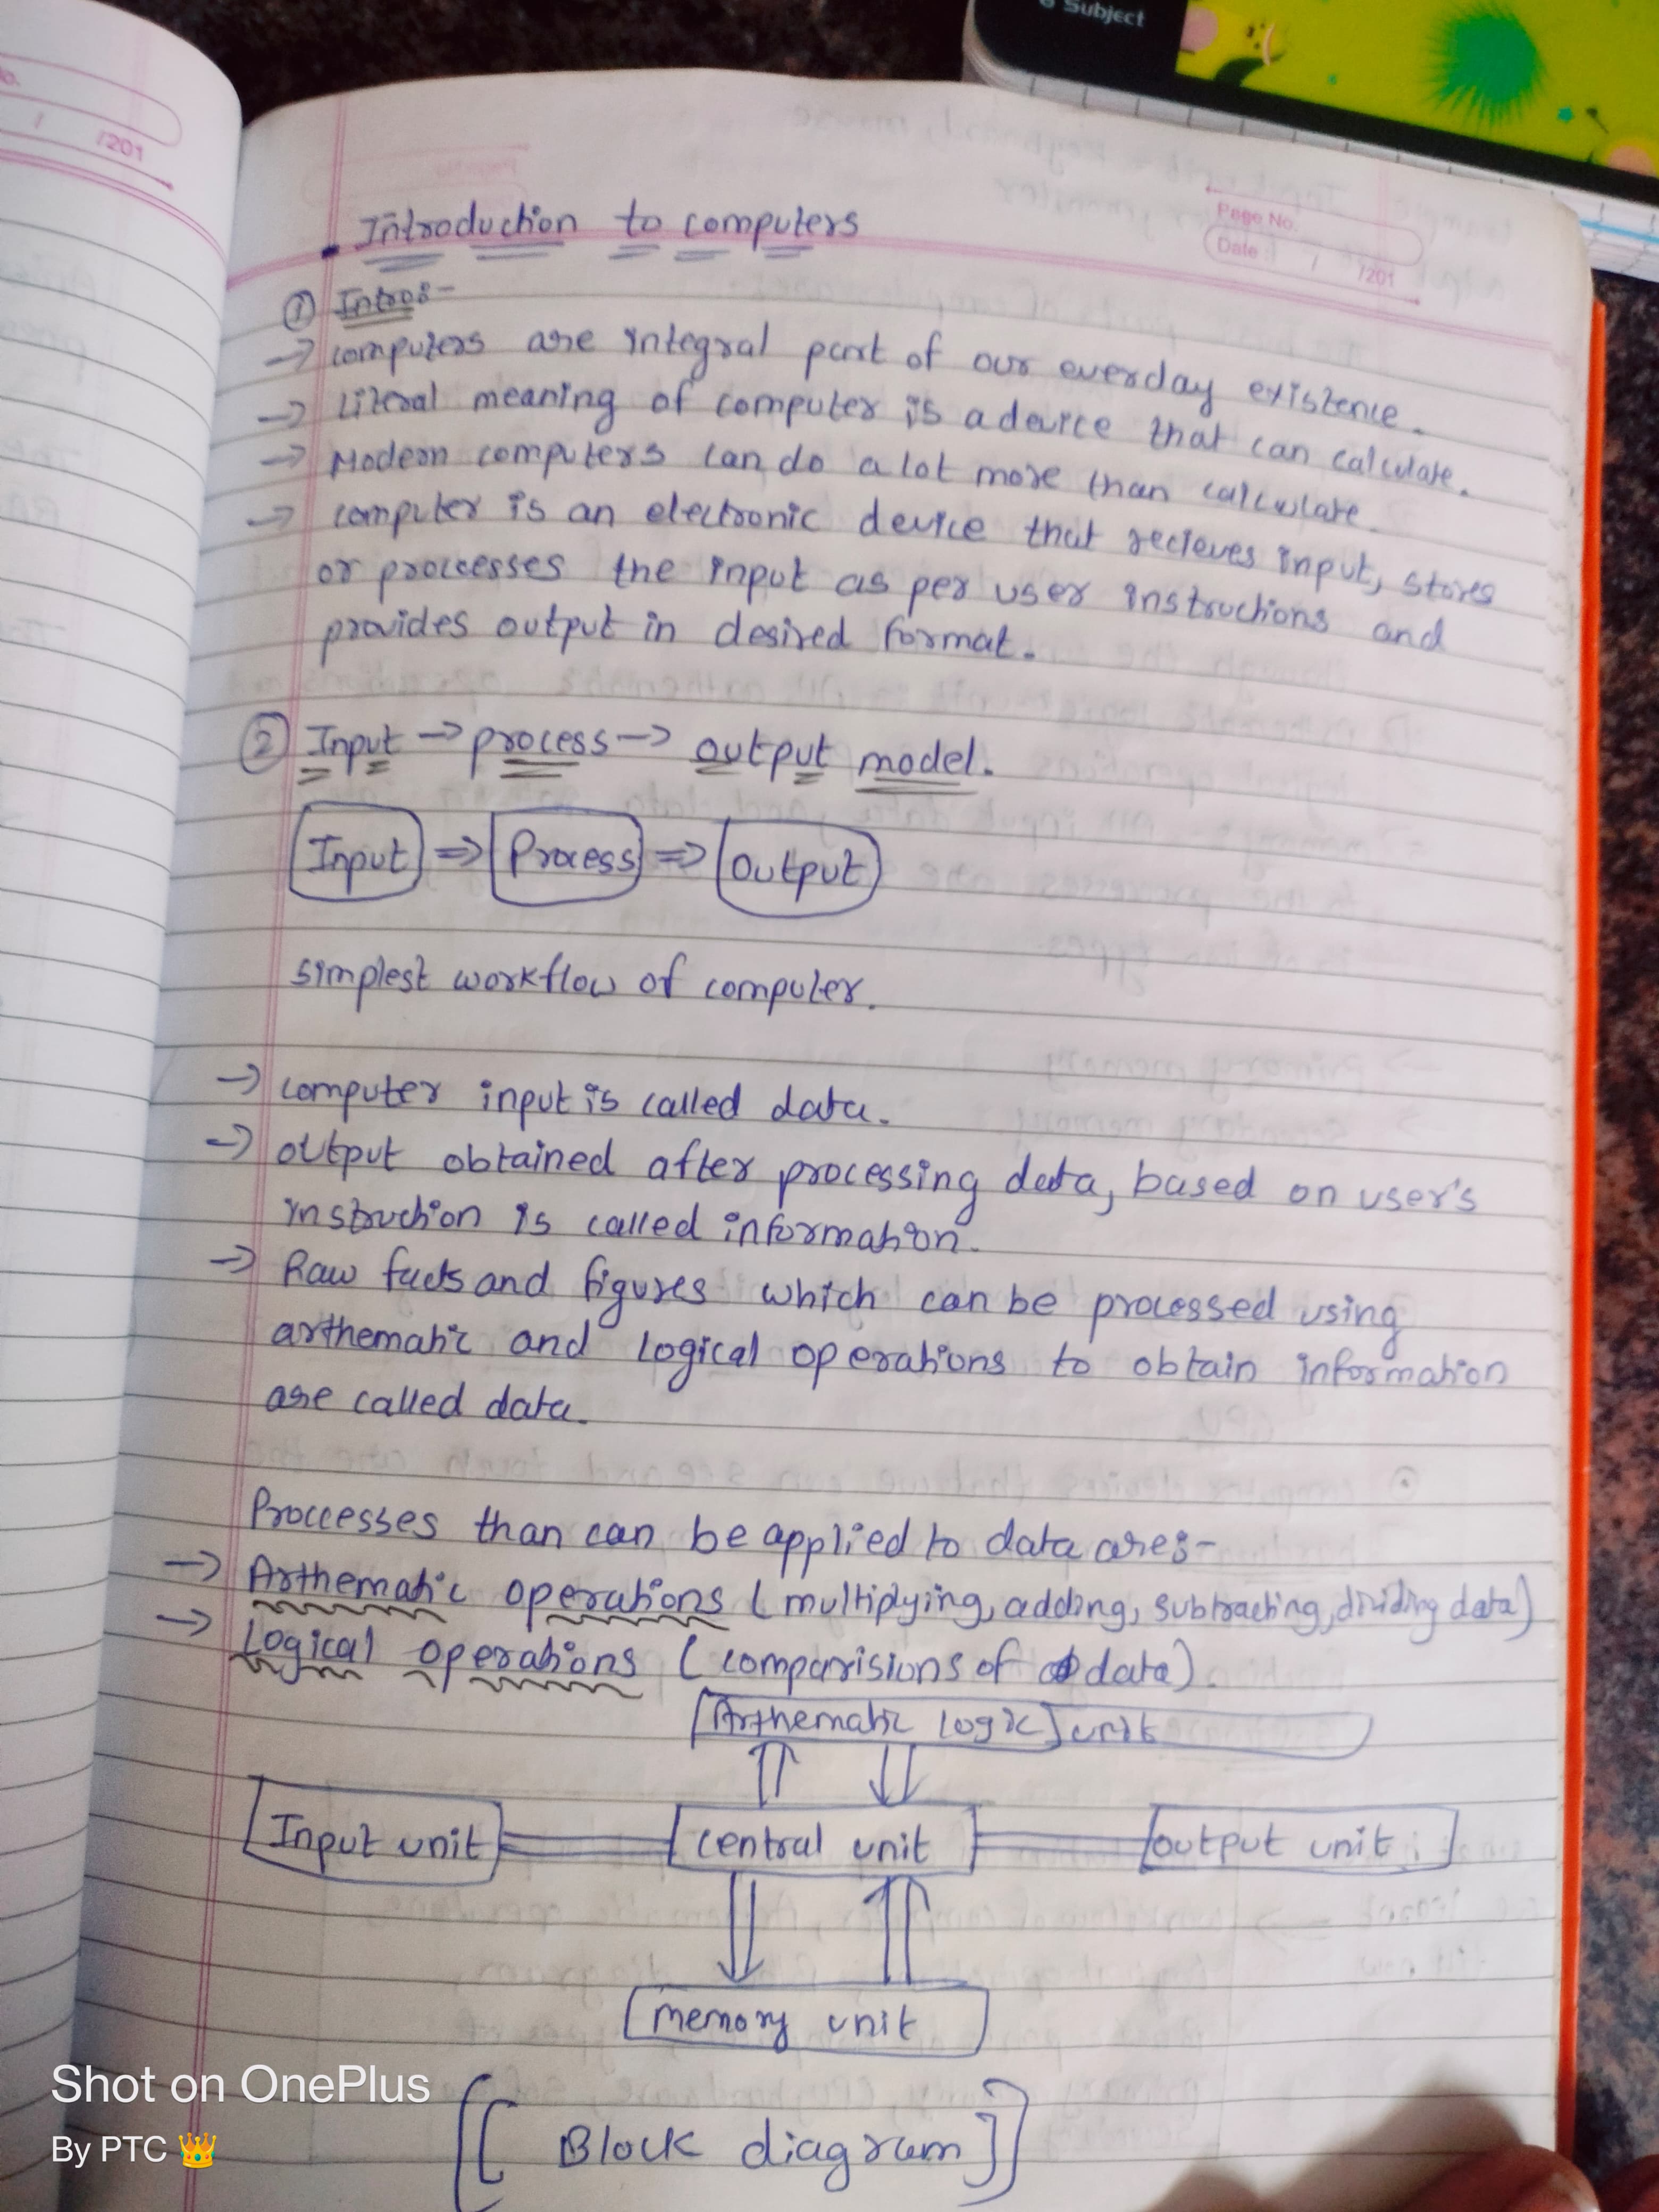 8 Subject
No.
/ /201
Page No.
Date / /201
Introduction to computers
① Intro:-
→ computers are integral part of our everday existence.
→ Literal meaning of computer is a device that can calculate.
→ Modern computers can do a lot more than calculate.
→ computer is an electronic device that recieves input, stores
or proccesses the input as per user instructions and
provides output in desired format.
② Input → process → output model.
Input ⇒ Process ⇒ Output
simplest workflow of computer.
→ computer input is called data.
→ output obtained after processing data, based on user's
instruction is called information.
→ Raw facts and figures which can be processed using
arthematic and logical operations to obtain information
are called data.
Proccesses than can be applied to data are:-
→ Arthematic operations (multiplying, adding, subtracting, dividing data)
→ Logical operations (comparisions of data).
Arthematic logic unit
Input unit central unit output unit
memory unit
[[ Block diagram ]]
Shot on OnePlus
By PTC 👑